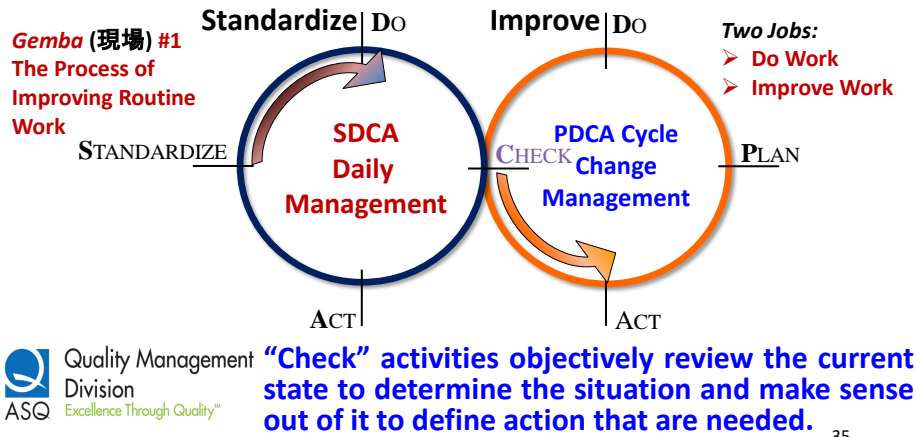 Standardize
Improve
DO
DO
Gemba (現場) #1
The Process of
Improving Routine
Work
Two Jobs:
Do Work
Improve Work
STANDARDIZE
SDCA
Daily
Management
CHECK
PDCA Cycle
Change
Management
PLAN
ACT
ACT
Quality Management
Division
ASQ Excellence Through Quality™
“Check” activities objectively review the current
state to determine the situation and make sense
out of it to define action that are needed.
35